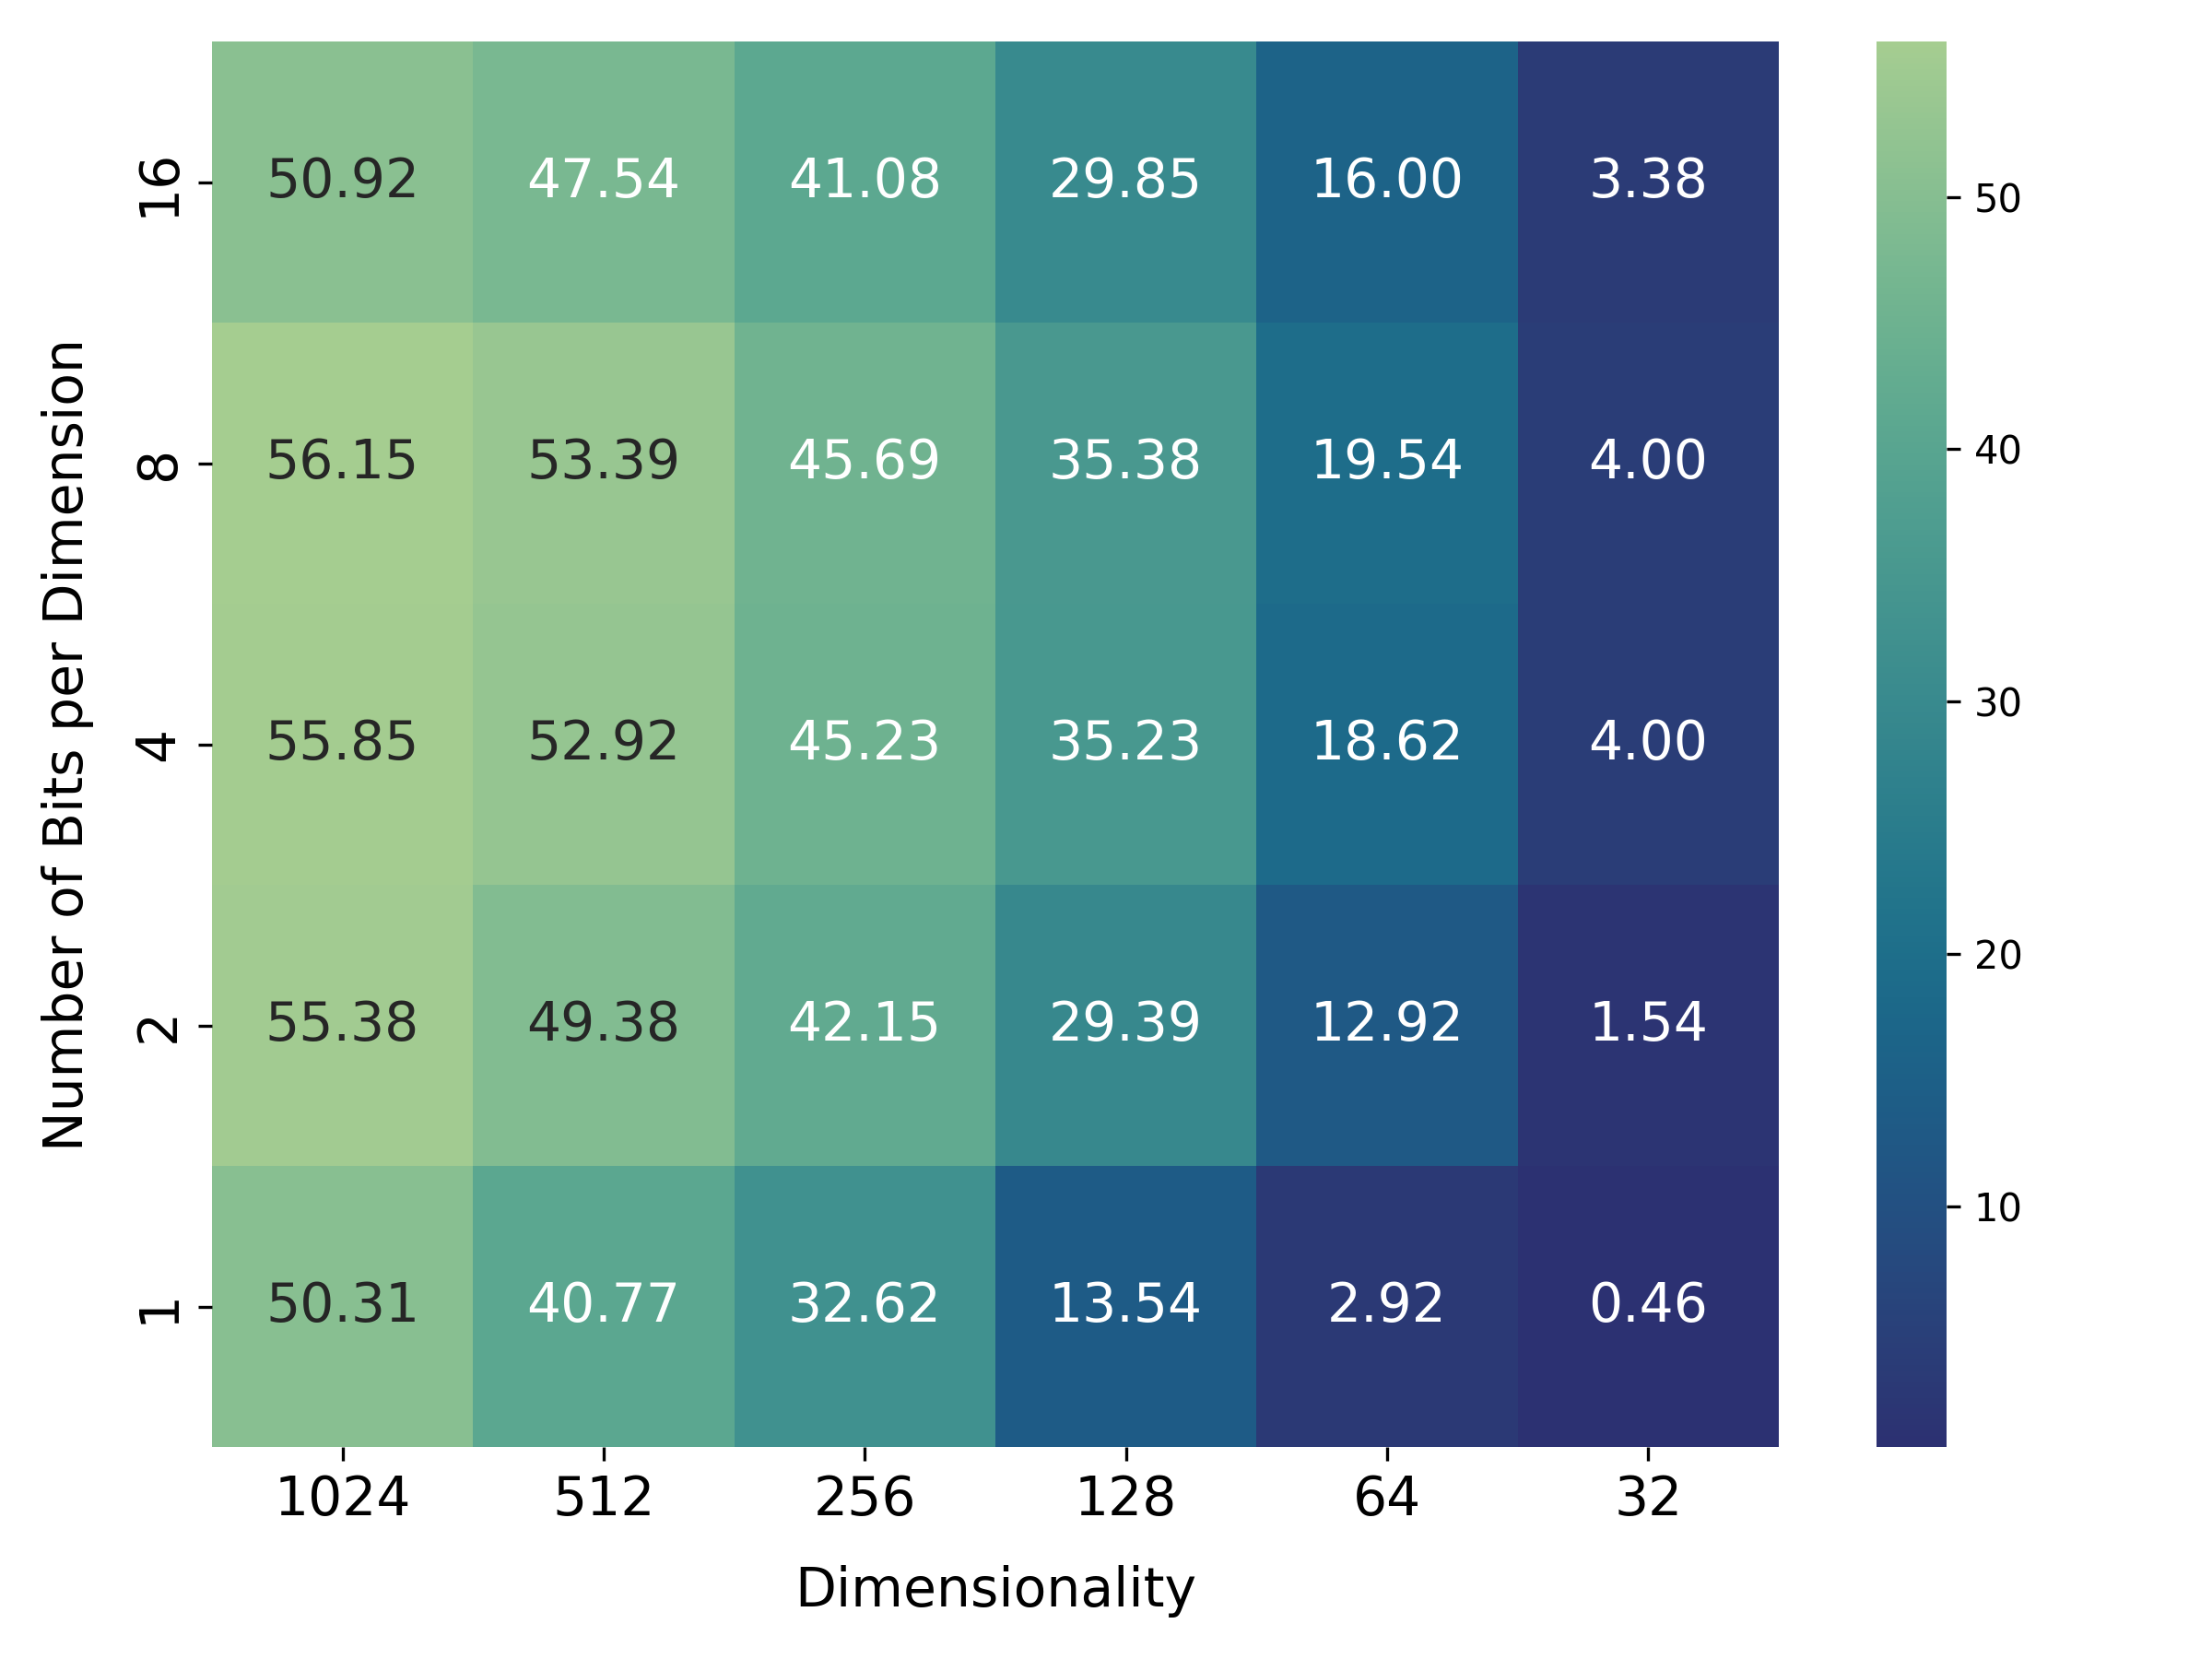 Number of Bits per Dimension
16 50.92 47.54 41.08 29.85 16.00 3.38
8 56.15 53.39 45.69 35.38 19.54 4.00
4 55.85 52.92 45.23 35.23 18.62 4.00
2 55.38 49.38 42.15 29.39 12.92 1.54
1 50.31 40.77 32.62 13.54 2.92 0.46
1024 512 256 128 64 32
Dimensionality
50
40
30
20
10